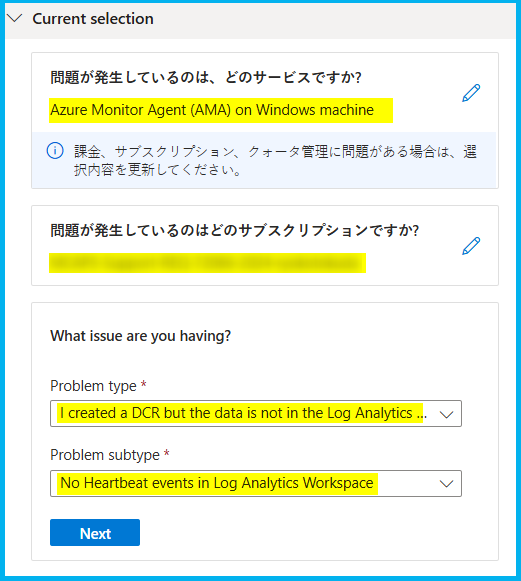 Current selection
問題が発生しているのは、どのサービスですか?
Azure Monitor Agent (AMA) on Windows machine
課金、サブスクリプション、クォータ管理に問題がある場合は、選
択内容を更新してください。
問題が発生しているのはどのサブスクリプションですか?
What issue are you having?
Problem type *
I created a DCR but the data is not in the Log Analytics ...
Problem subtype *
No Heartbeat events in Log Analytics Workspace
Next